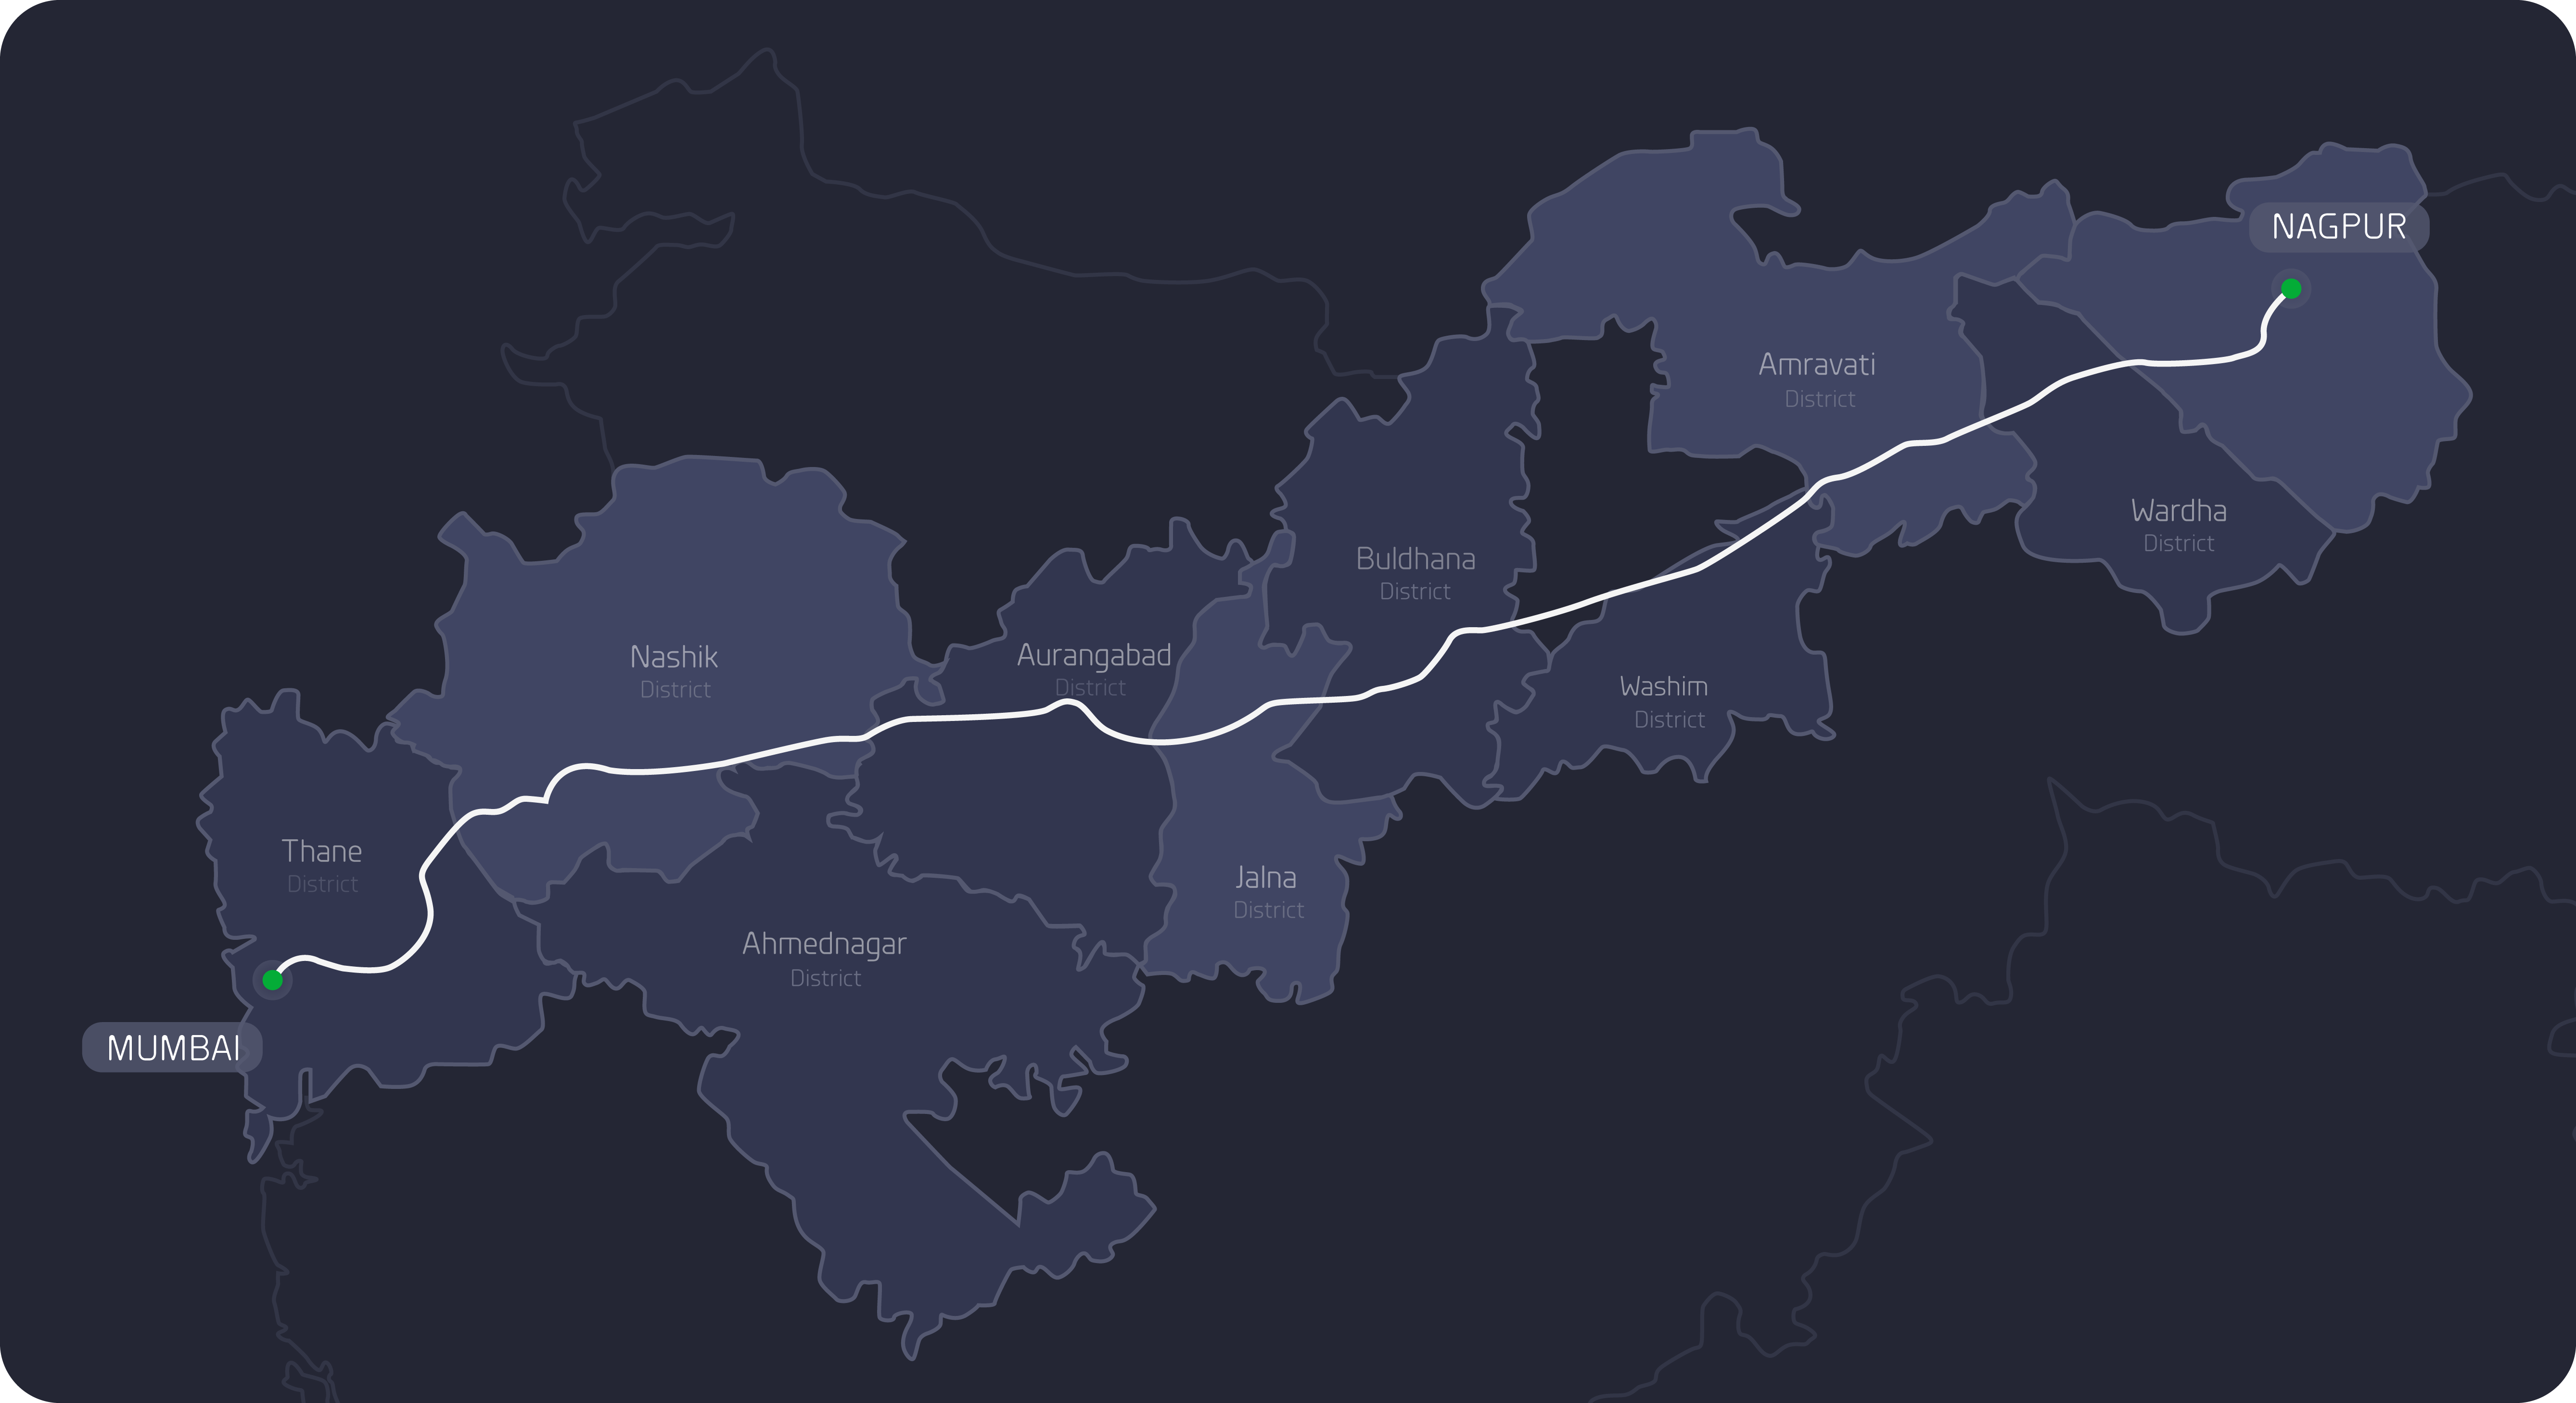 NAGPUR
Amravati
District
Wardha
District
Buldhana
District
Nashik
District
Aurangabad
District
Washim
District
Thane
District
Jalna
District
Ahmednagar
District
MUMBAI